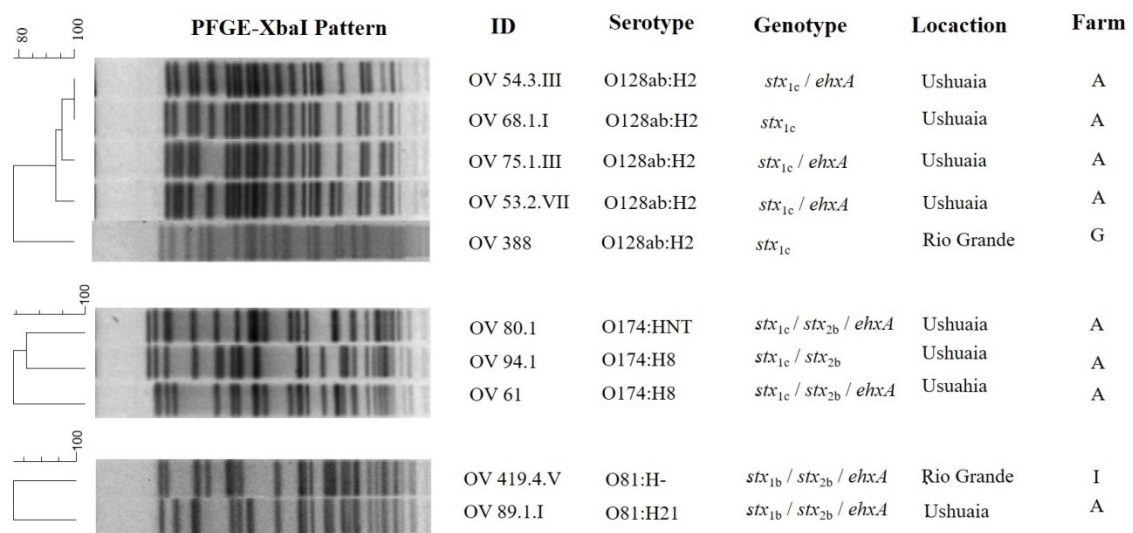 80 100 PFGE-XbaI Pattern ID Serotype Genotype Locaction Farm
OV 54.3.III O128ab:H2 stx1c / ehxA Ushuaia A
OV 68.1.I O128ab:H2 stx1c Ushuaia A
OV 75.1.III O128ab:H2 stx1c / ehxA Ushuaia A
OV 53.2.VII O128ab:H2 stx1c / ehxA Ushuaia A
OV 388 O128ab:H2 stx1c Rio Grande G
100
OV 80.1 O174:HNT stx1c / stx2b / ehxA Ushuaia A
OV 94.1 O174:H8 stx1c / stx2b Ushuaia A
OV 61 O174:H8 stx1c / stx2b / ehxA Usuahia A
100
OV 419.4.V O81:H- stx1b / stx2b / ehxA Rio Grande I
OV 89.1.I O81:H21 stx1b / stx2b / ehxA Ushuaia A